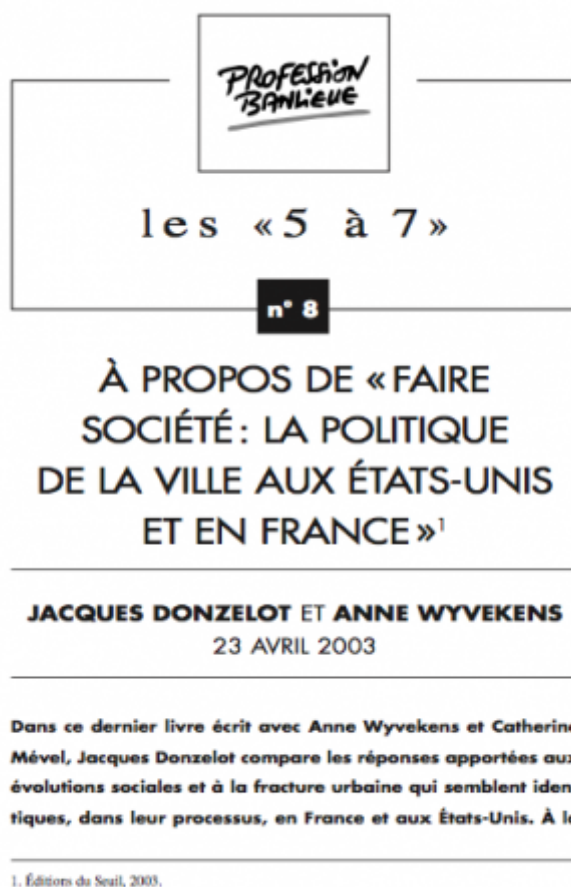 PROFESSION
BANLIEUE
les «5 à 7»
n° 8
À PROPOS DE «FAIRE
SOCIÉTÉ: LA POLITIQUE
DE LA VILLE AUX ÉTATS-UNIS
ET EN FRANCE»¹
JACQUES DONZELOT ET ANNE WYVEKENS
23 AVRIL 2003
Dans ce dernier livre écrit avec Anne Wyvekens et Catherine
Mével, Jacques Donzelot compare les réponses apportées aux
évolutions sociales et à la fracture urbaine qui semblent iden
tiques, dans leur processus, en France et aux États-Unis. À
1. Éditions du Seuil, 2003.